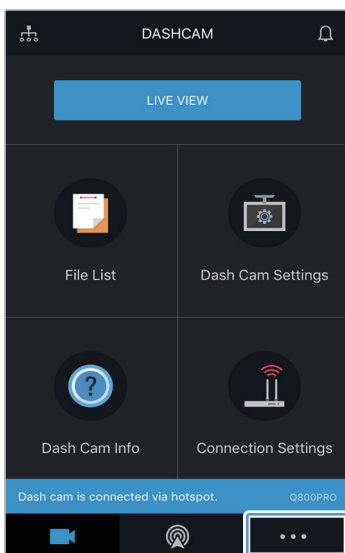 DASHCAM
LIVE VIEW
File List
Dash Cam Settings
?
Dash Cam Info
Connection Settings
Dash cam is connected via hotspot.
Q800PRO